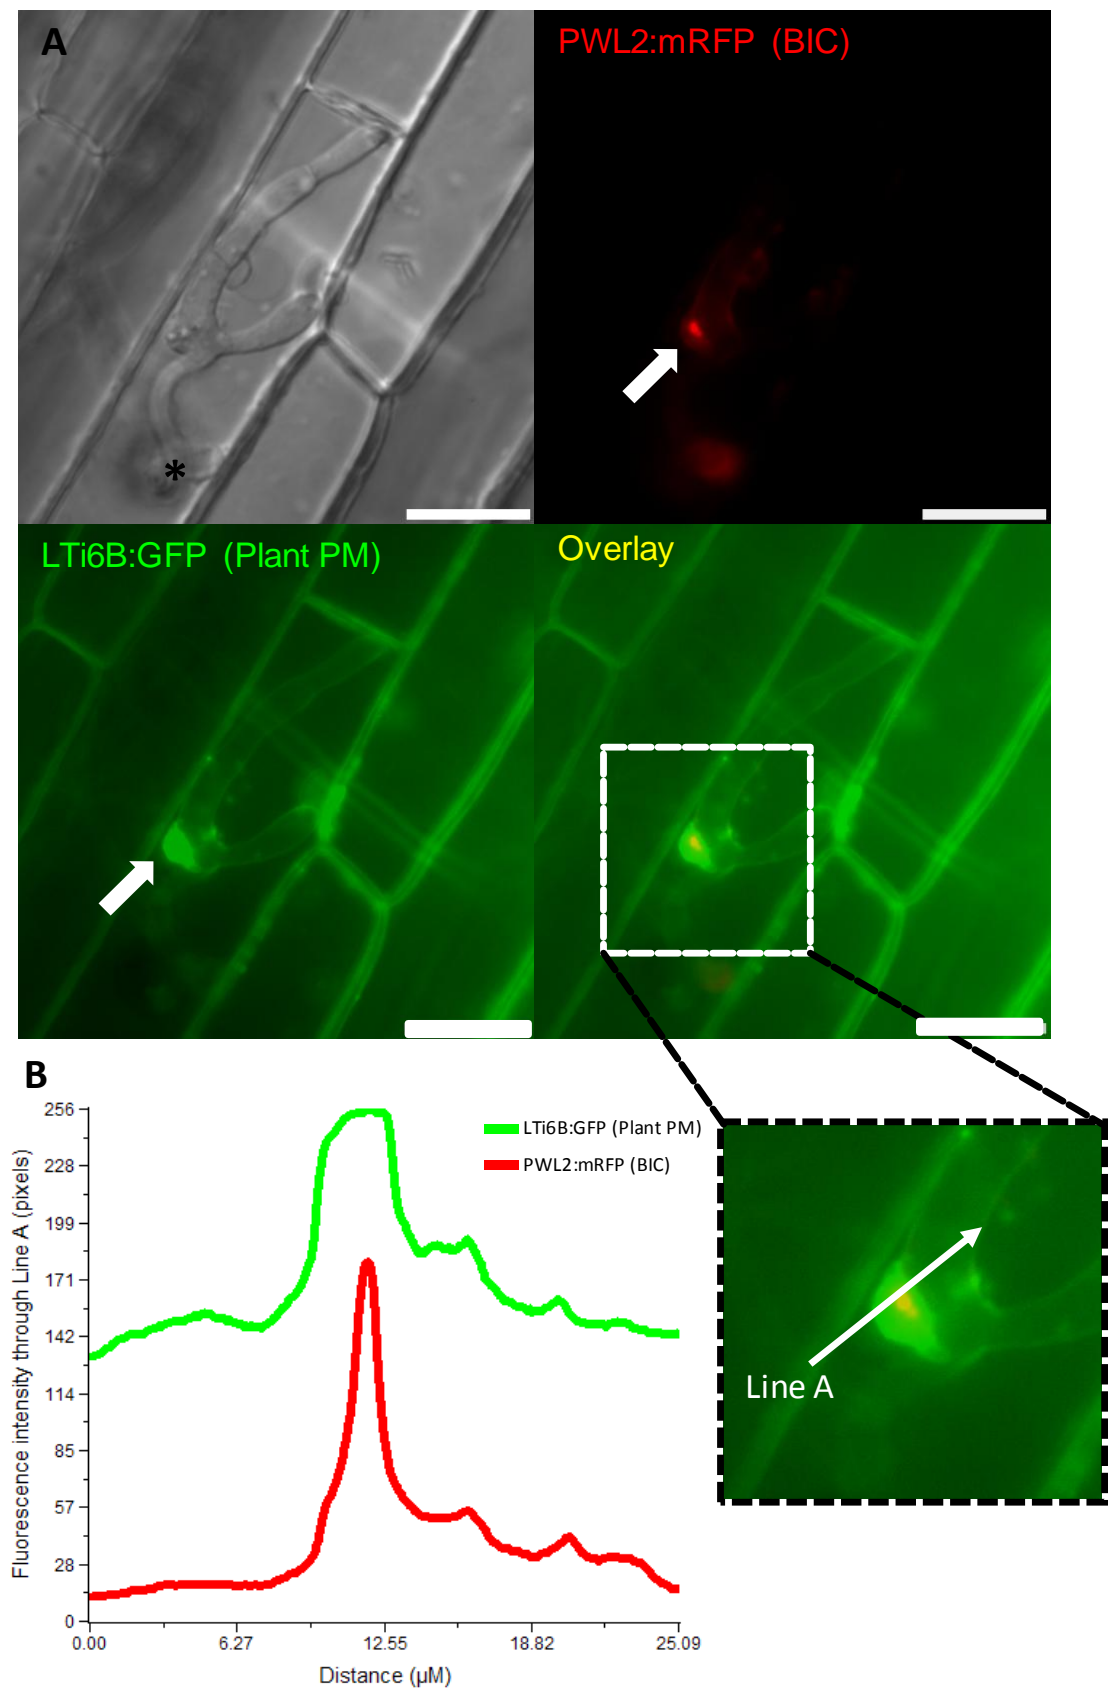 A
PWL2:mRFP (BIC)
*
LTi6B:GFP (Plant PM)
Overlay
B
256
228
199
171
142
114
85
57
28
0
Fluorescence intensity through Line A (pixels)
LTi6B:GFP (Plant PM)
PWL2:mRFP (BIC)
0.00 6.27 12.55 18.82 25.09
Distance (µM)
Line A